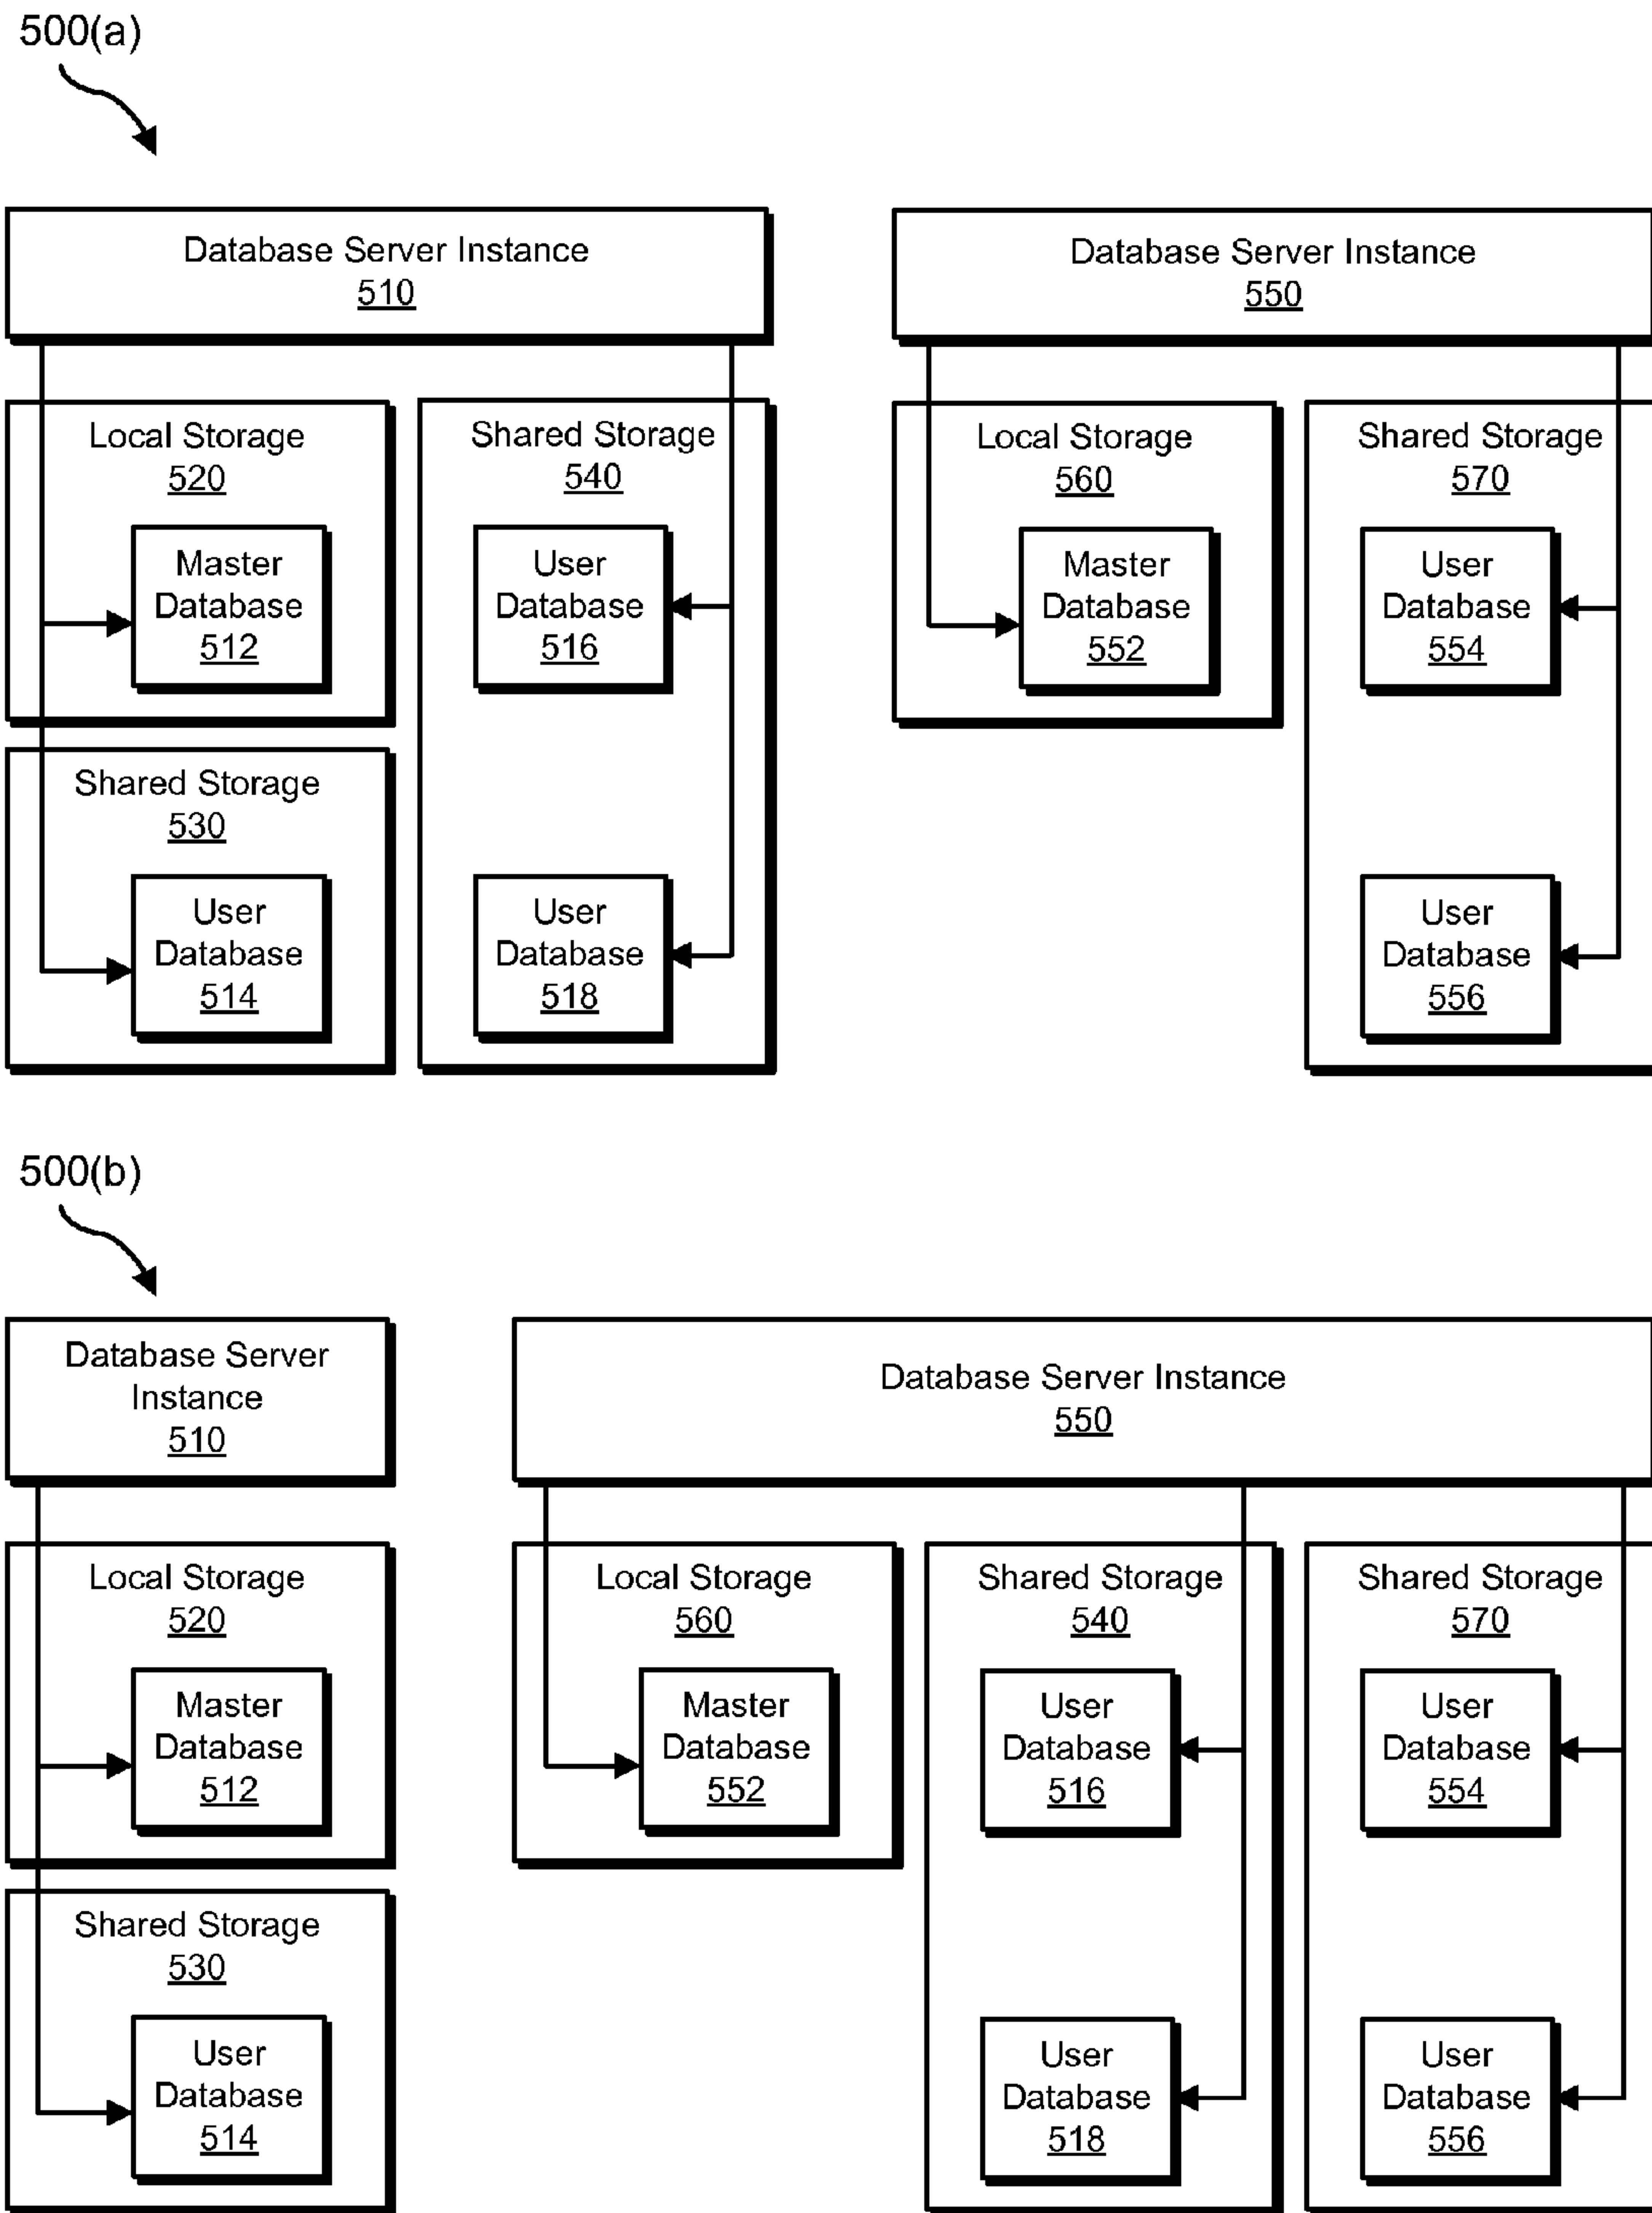 500(a)
Database Server Instance
510
Database Server Instance
550
Local Storage
520
Master
Database
512
Shared Storage
530
User
Database
514
Shared Storage
540
User
Database
516
User
Database
518
Local Storage
560
Master
Database
552
Shared Storage
570
User
Database
554
User
Database
556
500(b)
Database Server
Instance
510
Database Server Instance
550
Local Storage
520
Master
Database
512
Shared Storage
530
User
Database
514
Local Storage
560
Master
Database
552
Shared Storage
540
User
Database
516
User
Database
518
Shared Storage
570
User
Database
554
User
Database
556